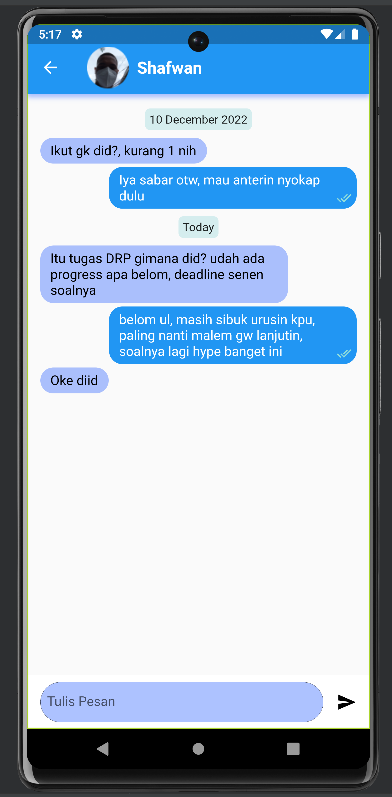 5:17
Shafwan
10 December 2022
Ikut gk did?, kurang 1 nih
Iya sabar otw, mau anterin nyokap
dulu
Today
Itu tugas DRP gimana did? udah ada
progress apa belom, deadline senen
soalnya
belom ul, masih sibuk urusin kpu,
paling nanti malem gw lanjutin,
soalnya lagi hype banget ini
Oke diid
Tulis Pesan